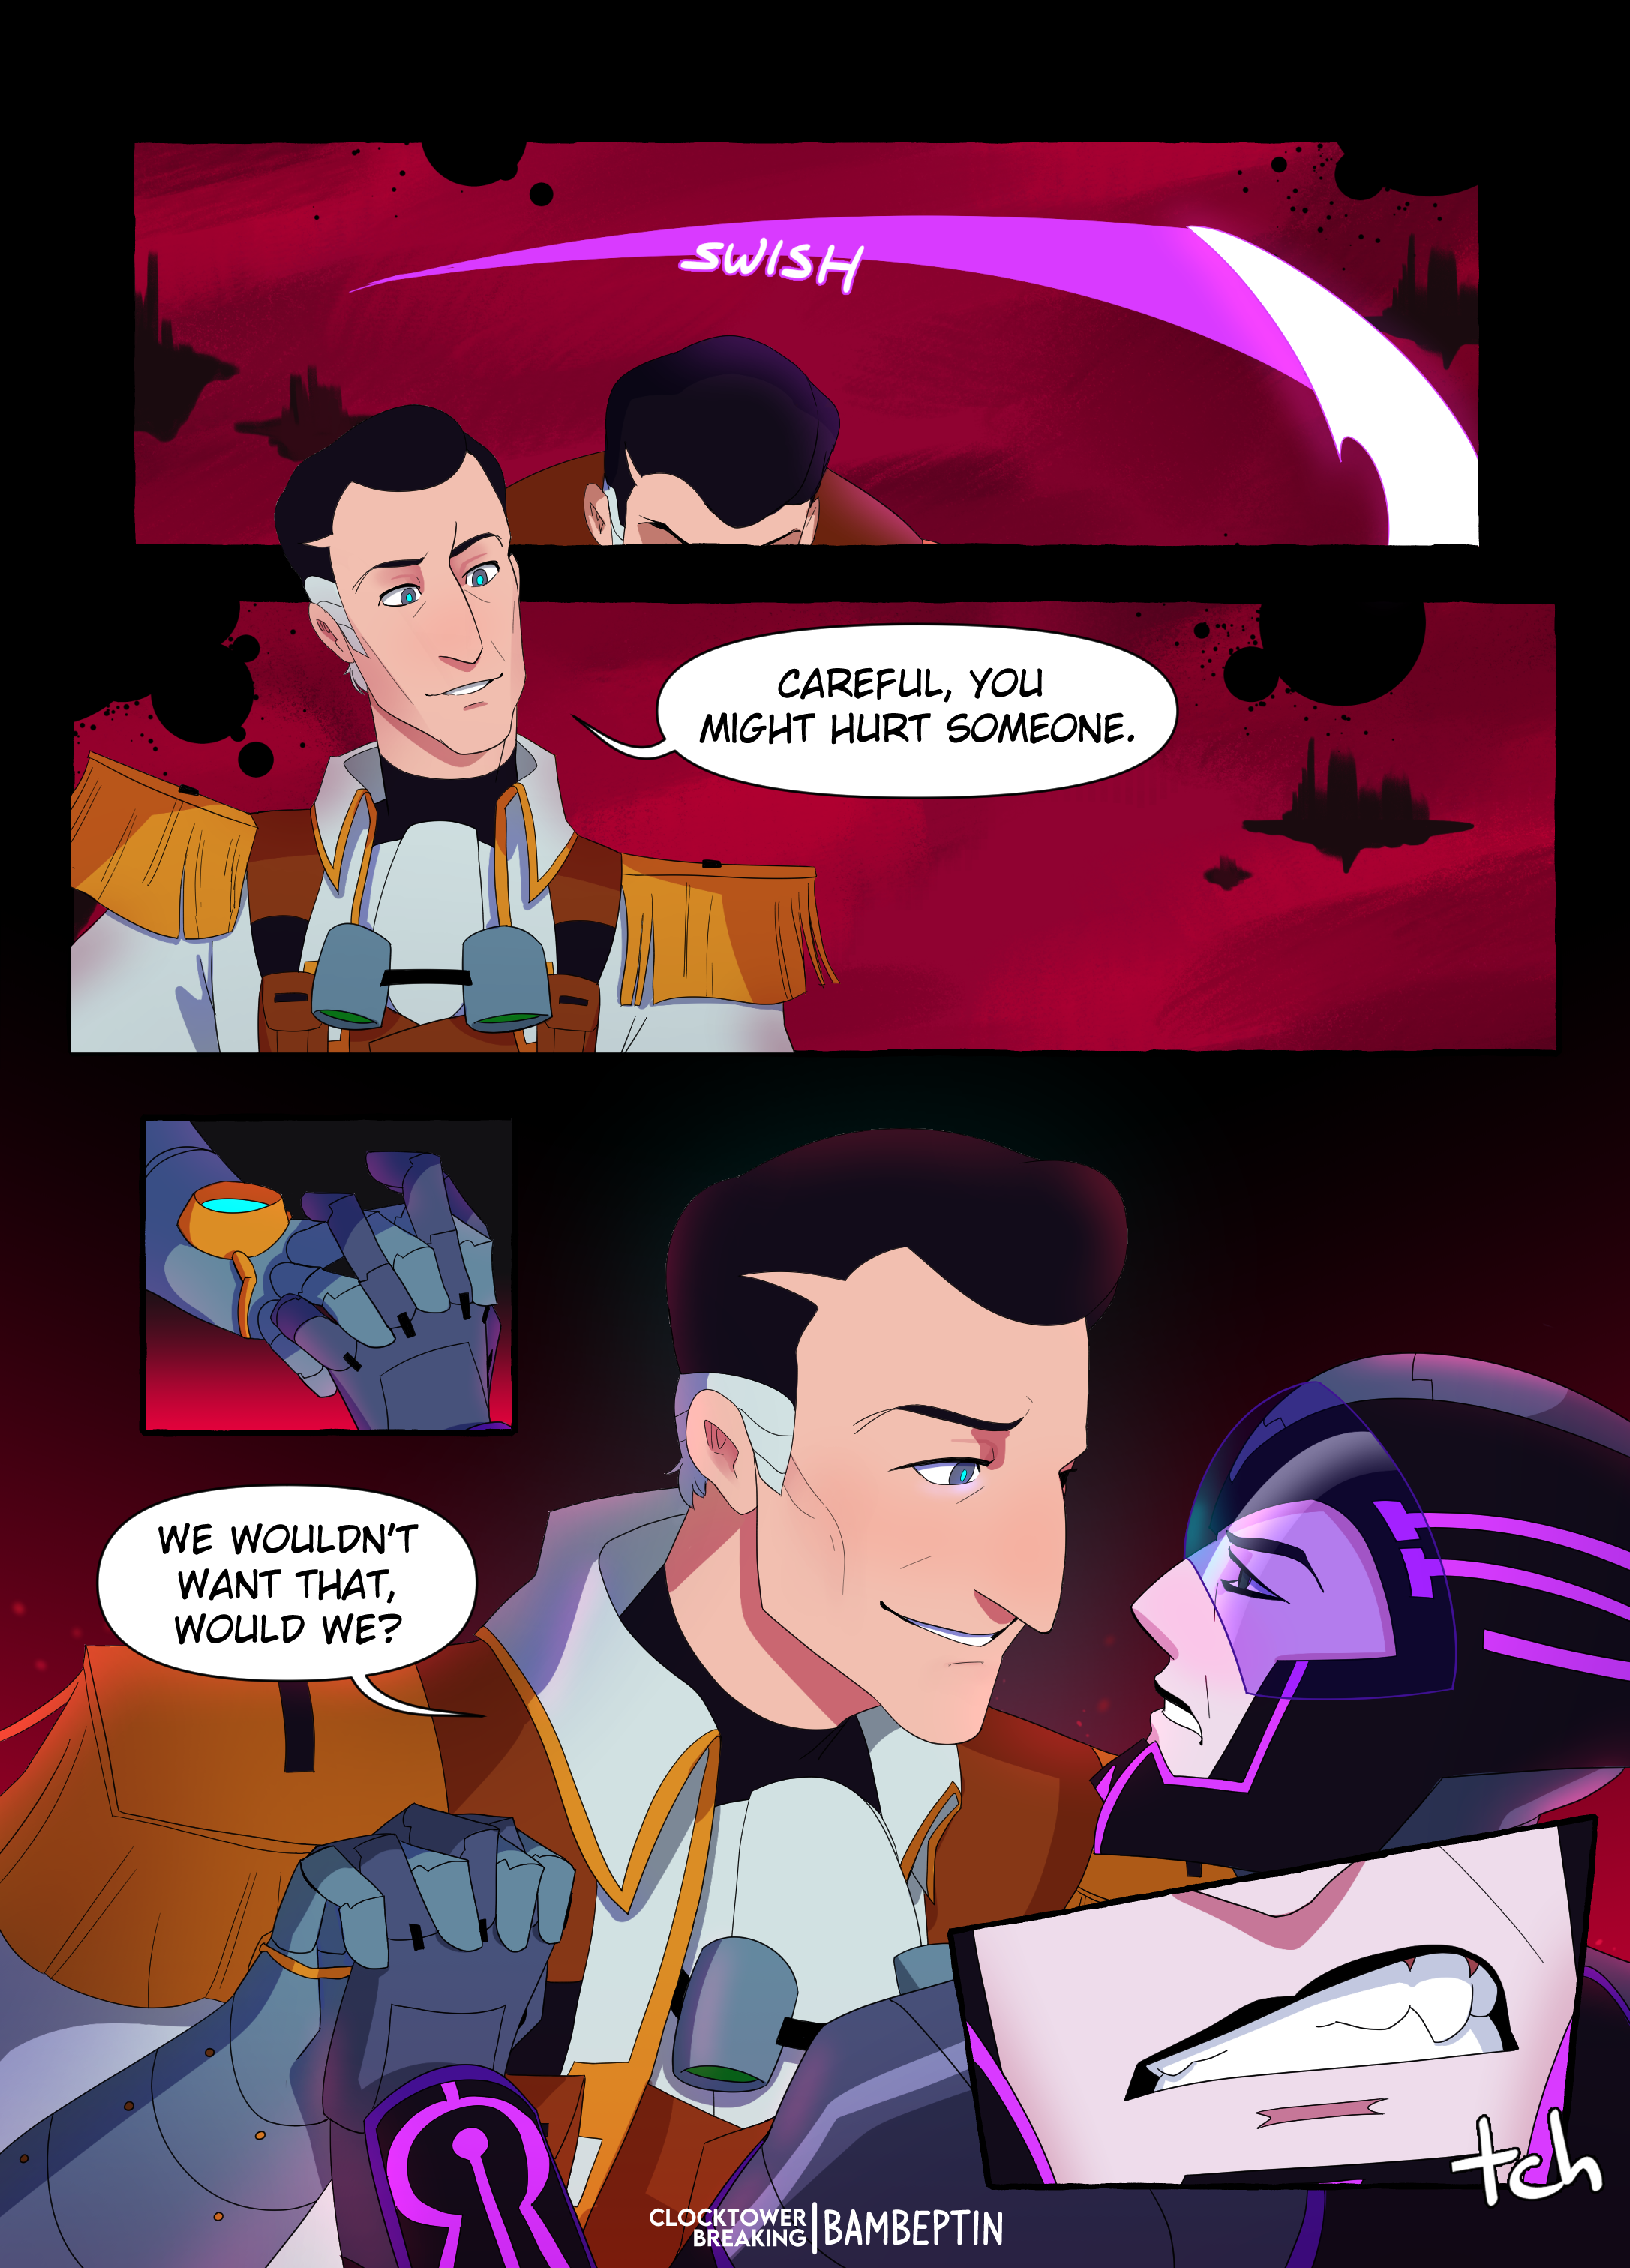 SWISH
CAREFUL, YOU
MIGHT HURT SOMEONE.
WE WOULDN'T
WANT THAT,
WOULD WE?
tch
CLOCKTOWER
BREAKING
BAMBEPTIN